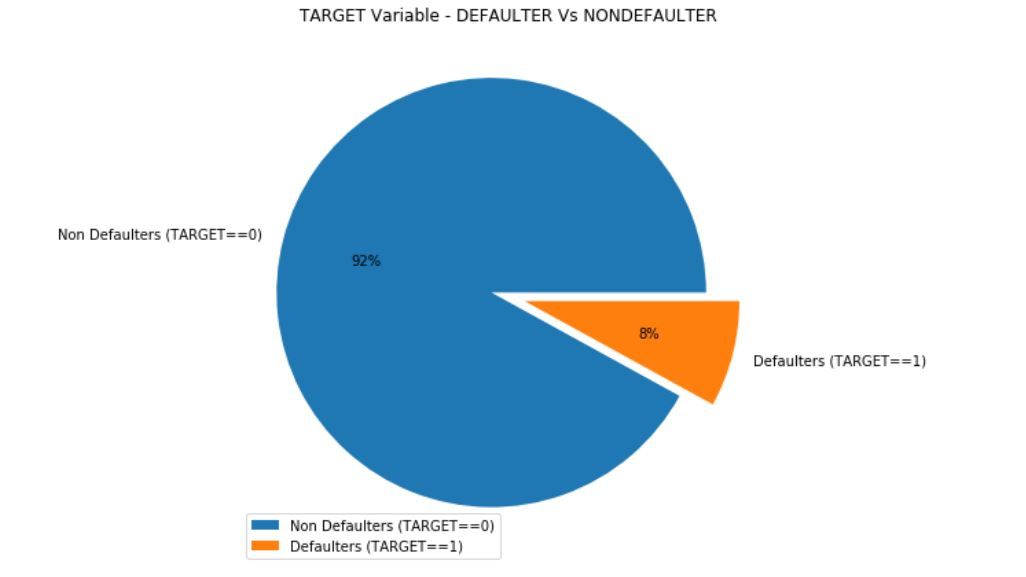 TARGET Variable - DEFAULTER Vs NONDEFAULTER
Non Defaulters (TARGET==0)
92%
8%
Defaulters (TARGET==1)
Non Defaulters (TARGET==0)
Defaulters (TARGET==1)